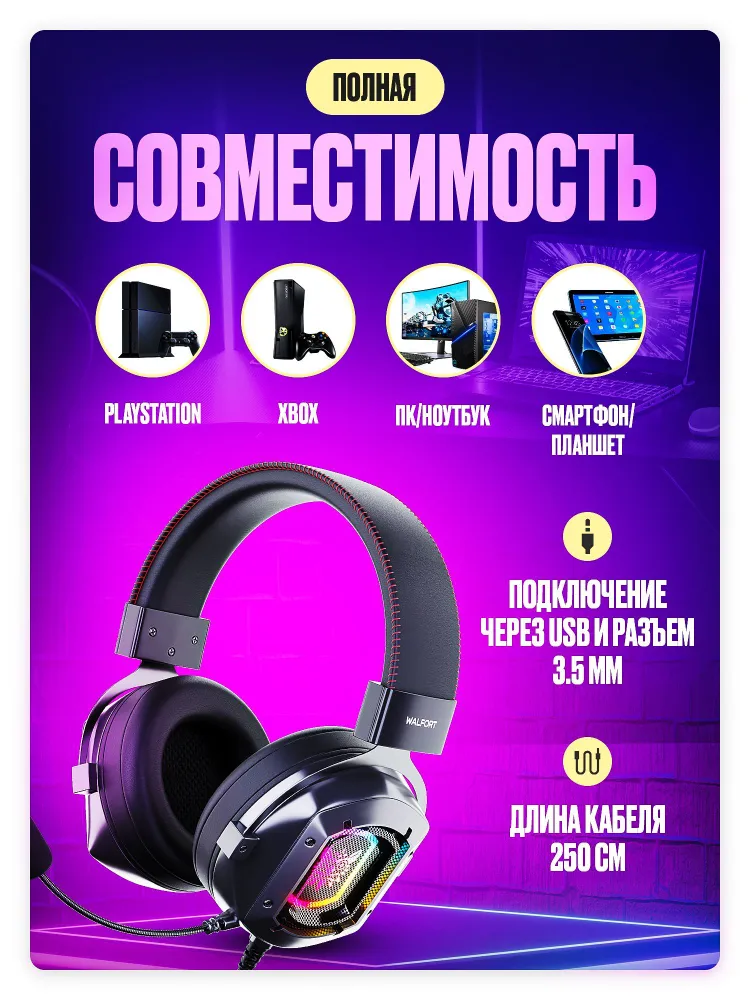 ПОЛНАЯ
СОВМЕСТИМОСТЬ
PLAYSTATION
XBOX
ПК/НОУТБУК
СМАРТФОН/
ПЛАНШЕТ
ПОДКЛЮЧЕНИЕ
ЧЕРЕЗ USB И РАЗЪЕМ
3.5 ММ
WALFORT
ДЛИНА КАБЕЛЯ
250 СМ